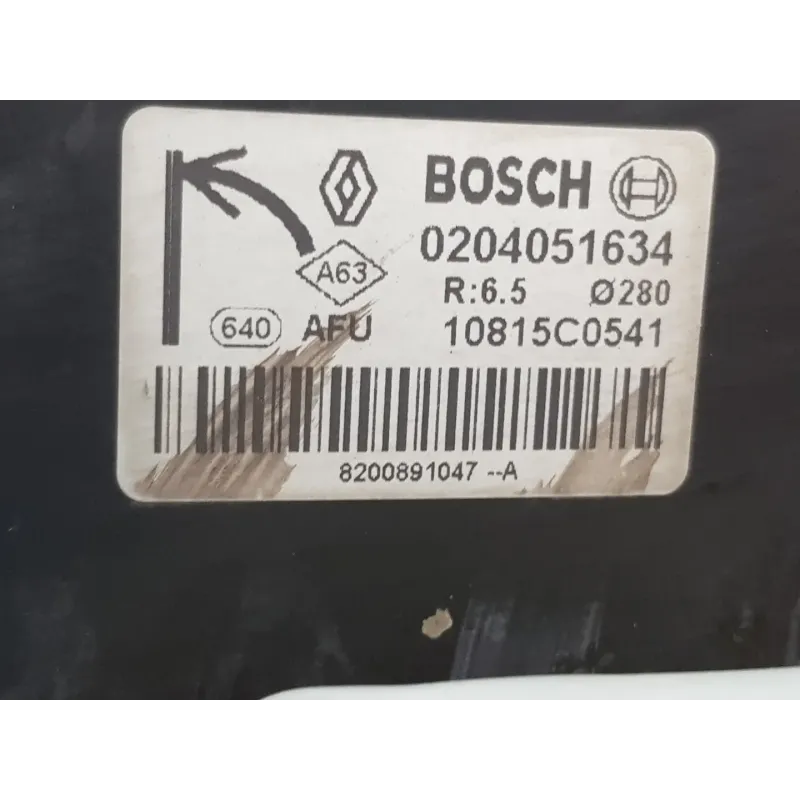 BOSCH
0204051634
A63
R:6.5 Ø280
640 AFU 10815C0541
8200891047 --A